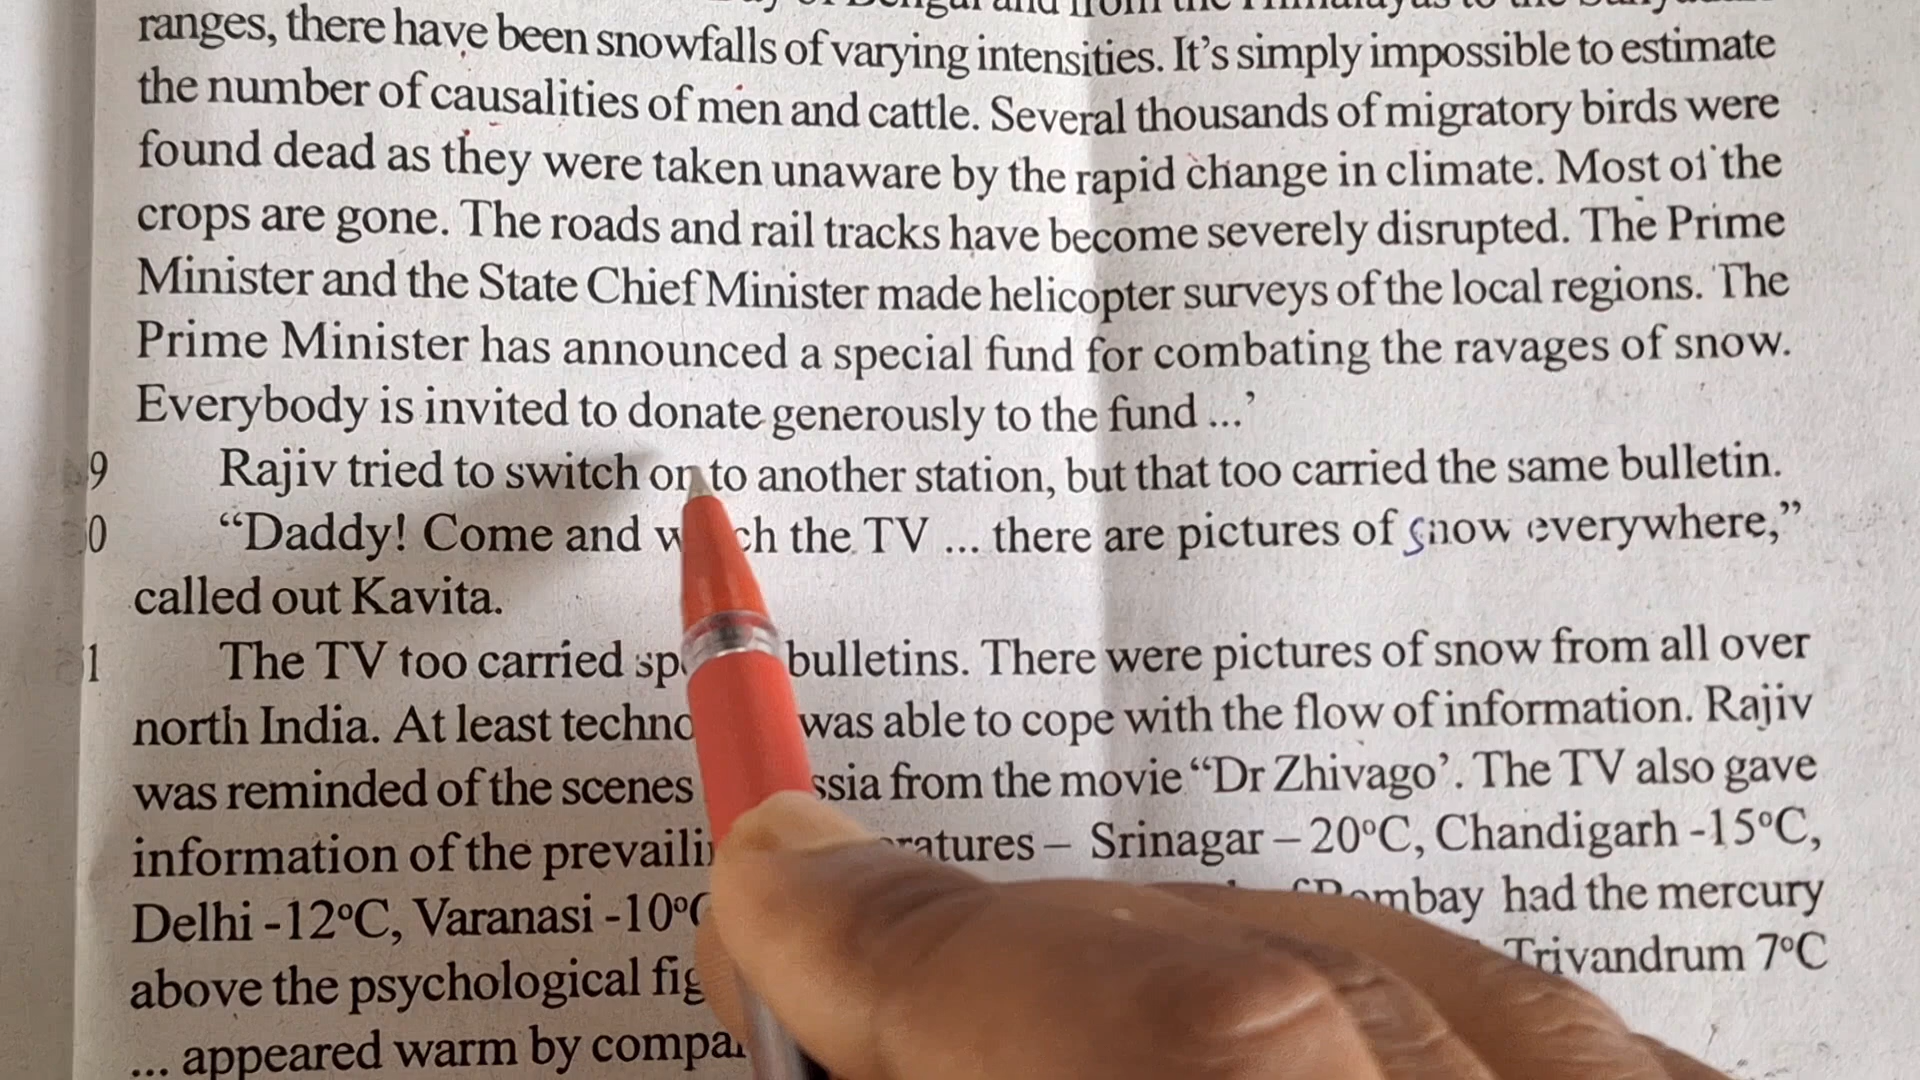 ranges, there have been snowfalls of varying intensities. It's simply impossible to estimate
the number of causalities of men and cattle. Several thousands of migratory birds were
found dead as they were taken unaware by the rapid change in climate. Most of the
crops are gone. The roads and rail tracks have become severely disrupted. The Prime
Minister and the State Chief Minister made helicopter surveys of the local regions. The
Prime Minister has announced a special fund for combating the ravages of snow.
Everybody is invited to donate generously to the fund ...’
9 Rajiv tried to switch on to another station, but that too carried the same bulletin.
0 “Daddy! Come and the TV ... there are pictures of snow everywhere,”
called out Kavita.
1 The TV too carried bulletins. There were pictures of snow from all over
north India. At least was able to cope with the flow of information. Rajiv
was reminded of the scenes from the movie “Dr Zhivago’. The TV also gave
information of the – Srinagar – 20ºC, Chandigarh -15ºC,
Delhi -12ºC, Varanasi -10º had the mercury
above the psychological Trivandrum 7ºC
... appeared warm by